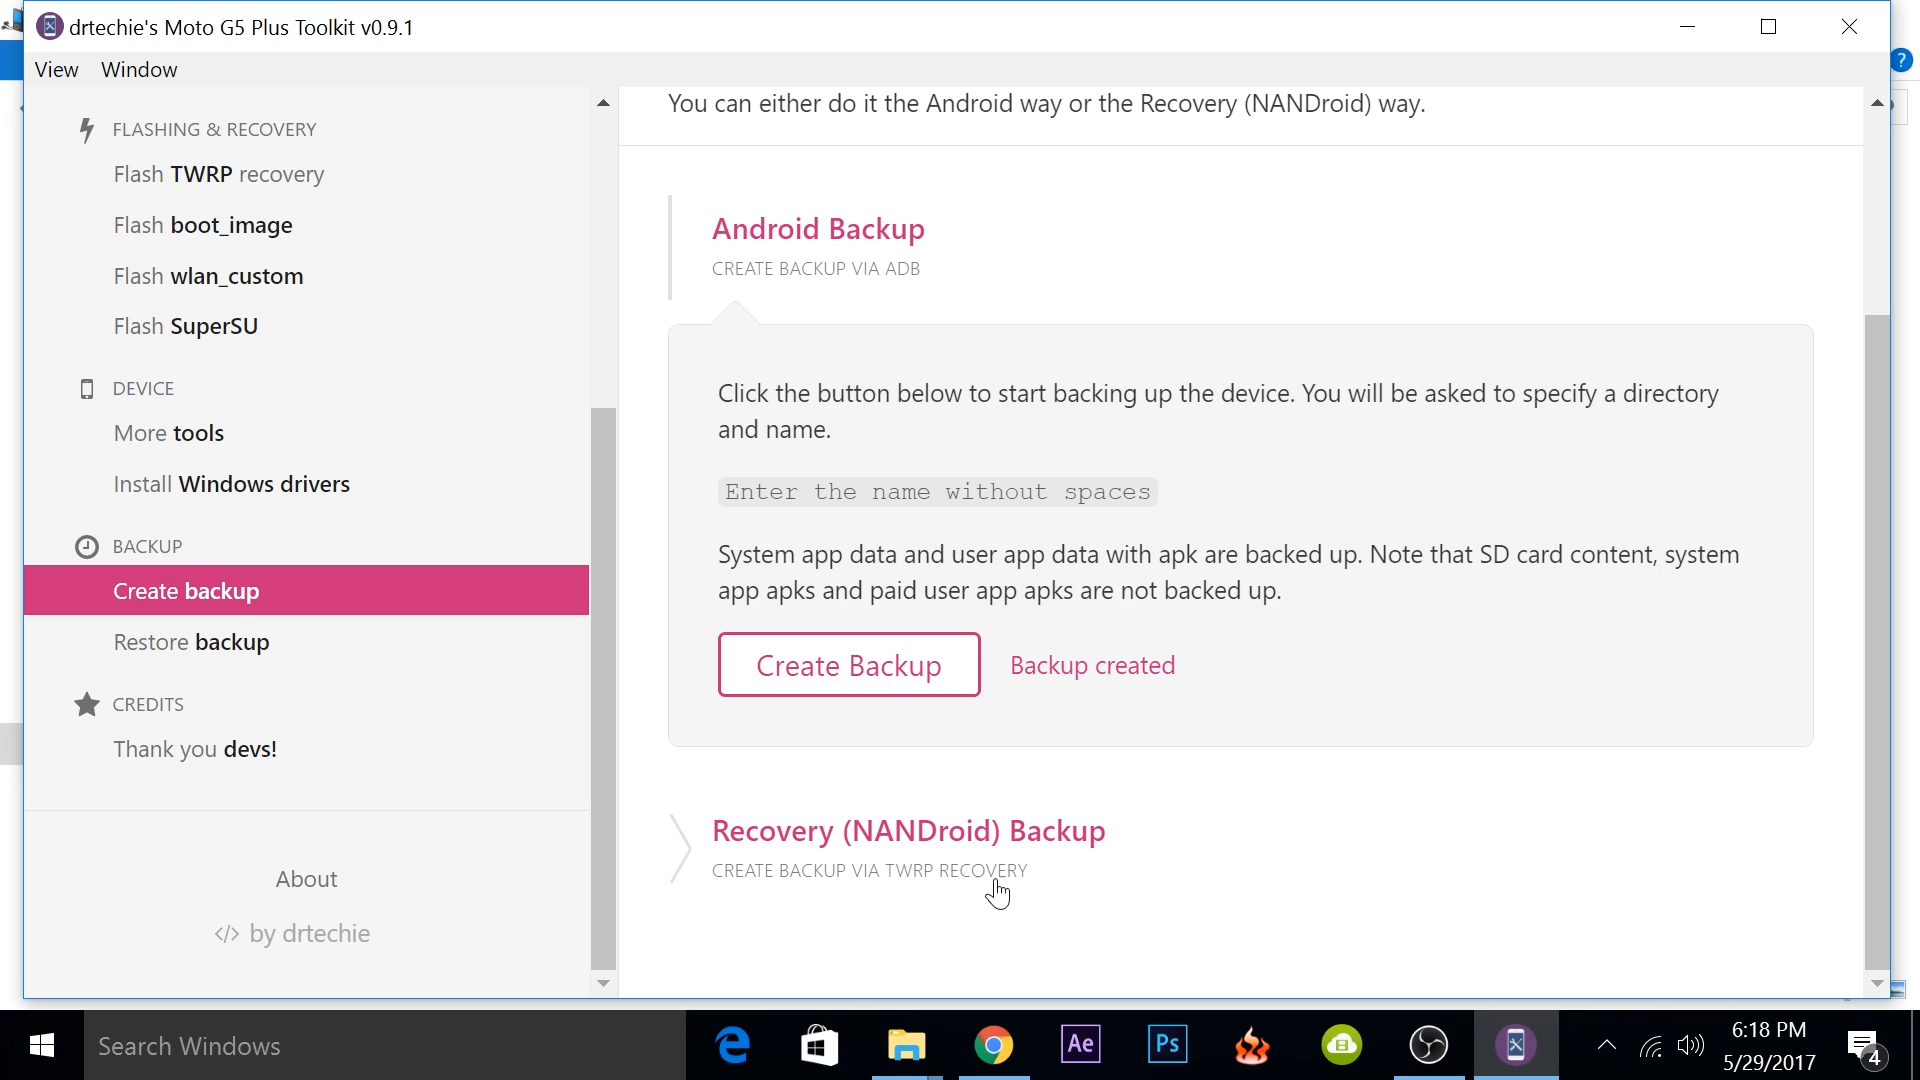 drtechie's Moto G5 Plus Toolkit v0.9.1
View Window
FLASHING & RECOVERY
Flash TWRP recovery
Flash boot_image
Flash wlan_custom
Flash SuperSU
DEVICE
More tools
Install Windows drivers
BACKUP
Create backup
Restore backup
CREDITS
Thank you devs!
About
</> by drtechie
You can either do it the Android way or the Recovery (NANDroid) way.
Android Backup
CREATE BACKUP VIA ADB
Click the button below to start backing up the device. You will be asked to specify a directory
and name.
Enter the name without spaces
System app data and user app data with apk are backed up. Note that SD card content, system
app apks and paid user app apks are not backed up.
Create Backup Backup created
Recovery (NANDroid) Backup
CREATE BACKUP VIA TWRP RECOVERY
?
Search Windows
Ae
Ps
6:18 PM
5/29/2017
4